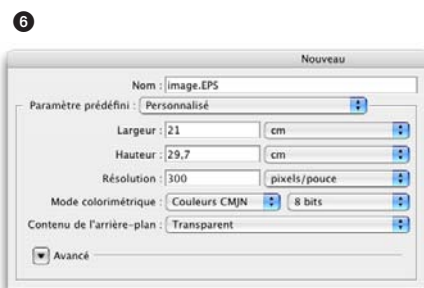 6
Nouveau
Nom : image.EPS
Paramètre prédéfini : Personnalisé
Largeur : 21 cm
Hauteur : 29,7 cm
Résolution : 300 pixels/pouce
Mode colorimétrique : Couleurs CMJN 8 bits
Contenu de l'arrière-plan : Transparent
Avancé